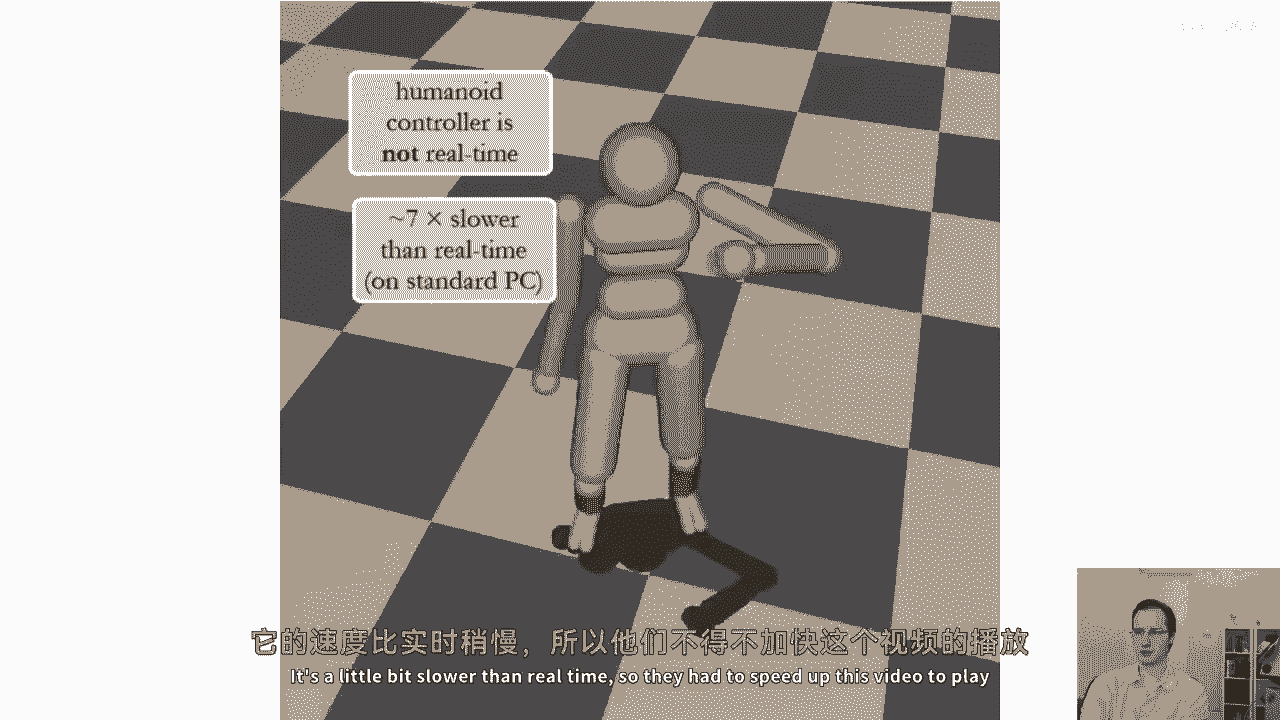 humanoid
controller is
not real-time
~7 × slower
than real-time
(on standard PC)
它的速度比实时稍慢，所以他们不得不加快这个视频的播放
It's a little bit slower than real time, so they had to speed up this video to play